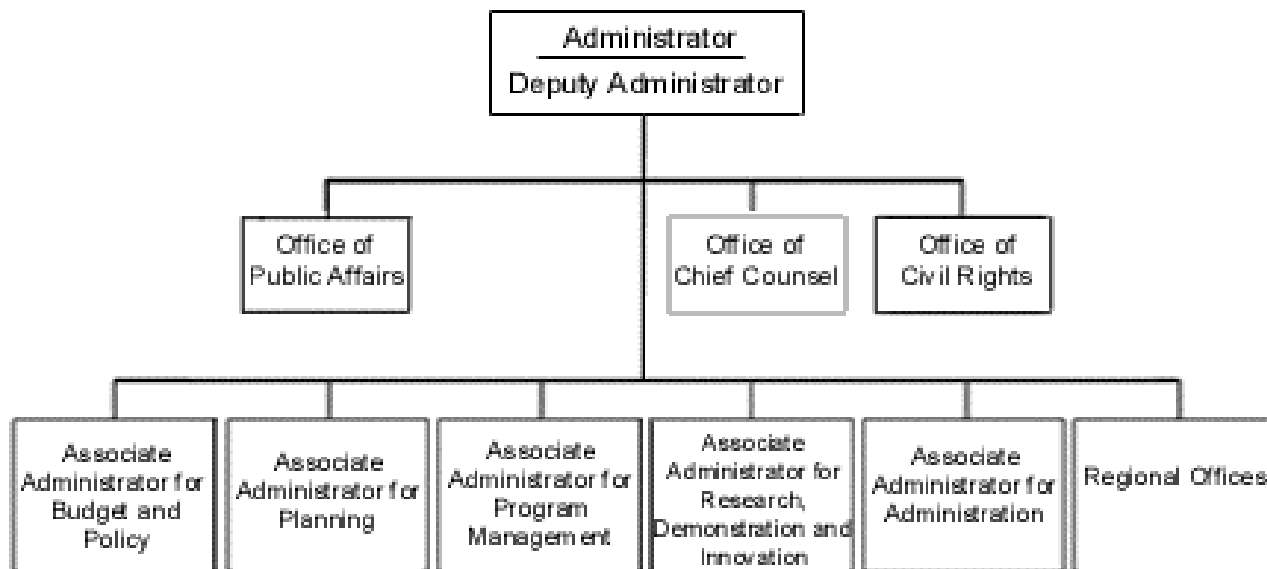 Administrator
Deputy Administrator
Office of
Public Affairs
Office of
Chief Counsel
Office of
Civil Rights
Associate
Administrator for
Budget and
Policy
Associate
Administrator for
Planning
Associate
Administrator for
Program
Management
Associate
Administrator for
Research,
Demonstration and
Innovation
Associate
Administrator for
Administration
Regional Offices